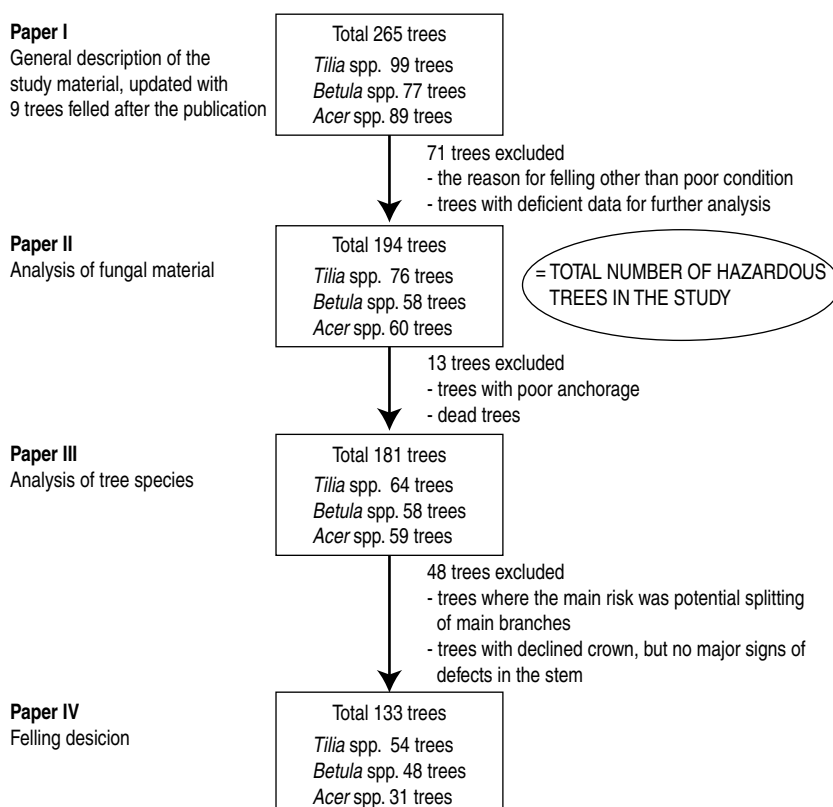 Paper I
General description of the
study material, updated with
9 trees felled after the publication
Total 265 trees
Tilia spp. 99 trees
Betula spp. 77 trees
Acer spp. 89 trees
71 trees excluded
- the reason for felling other than poor condition
- trees with deficient data for further analysis
Paper II
Analysis of fungal material
Total 194 trees
Tilia spp. 76 trees
Betula spp. 58 trees
Acer spp. 60 trees
= TOTAL NUMBER OF HAZARDOUS
TREES IN THE STUDY
13 trees excluded
- trees with poor anchorage
- dead trees
Paper III
Analysis of tree species
Total 181 trees
Tilia spp. 64 trees
Betula spp. 58 trees
Acer spp. 59 trees
48 trees excluded
- trees where the main risk was potential splitting
of main branches
- trees with declined crown, but no major signs of
defects in the stem
Paper IV
Felling desicion
Total 133 trees
Tilia spp. 54 trees
Betula spp. 48 trees
Acer spp. 31 trees